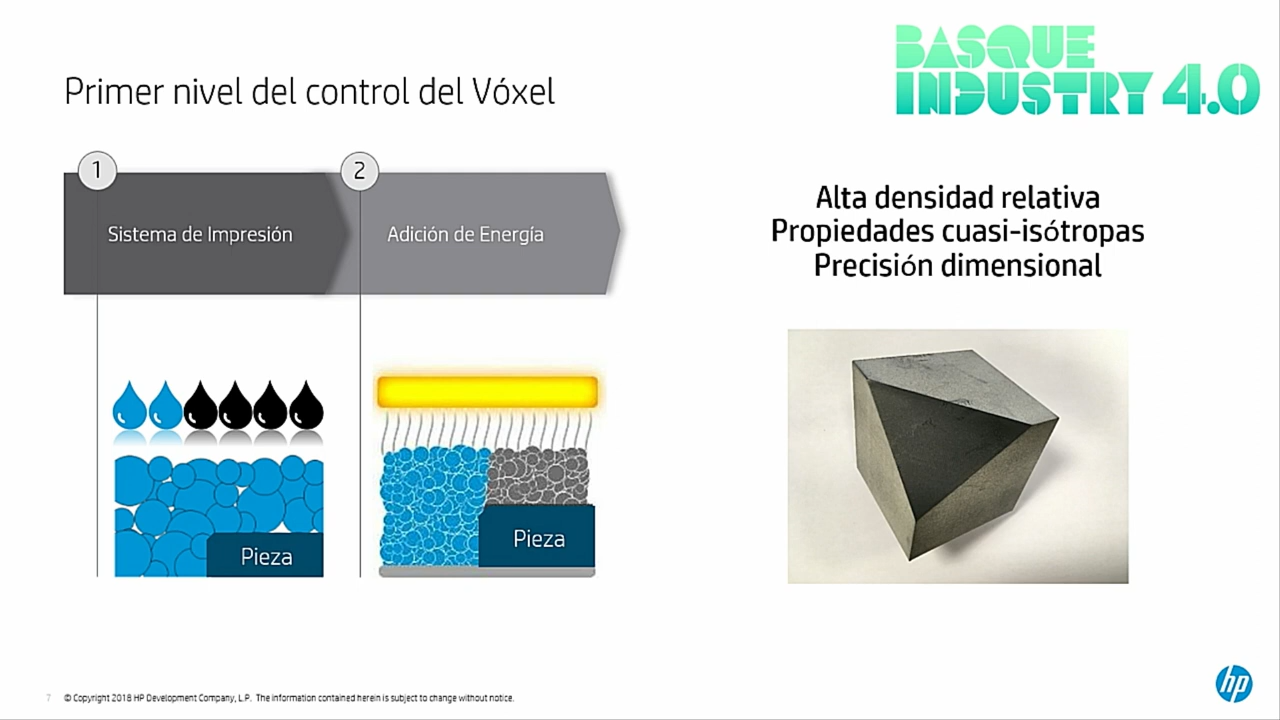 BASQUE
INDUSTRY 4.0
Primer nivel del control del Vóxel
1
2
Sistema de Impresión
Adición de Energía
Alta densidad relativa
Propiedades cuasi-isótropas
Precisión dimensional
Pieza
Pieza
7 © Copyright 2018 HP Development Company, L.P. The information contained herein is subject to change without notice.
hp